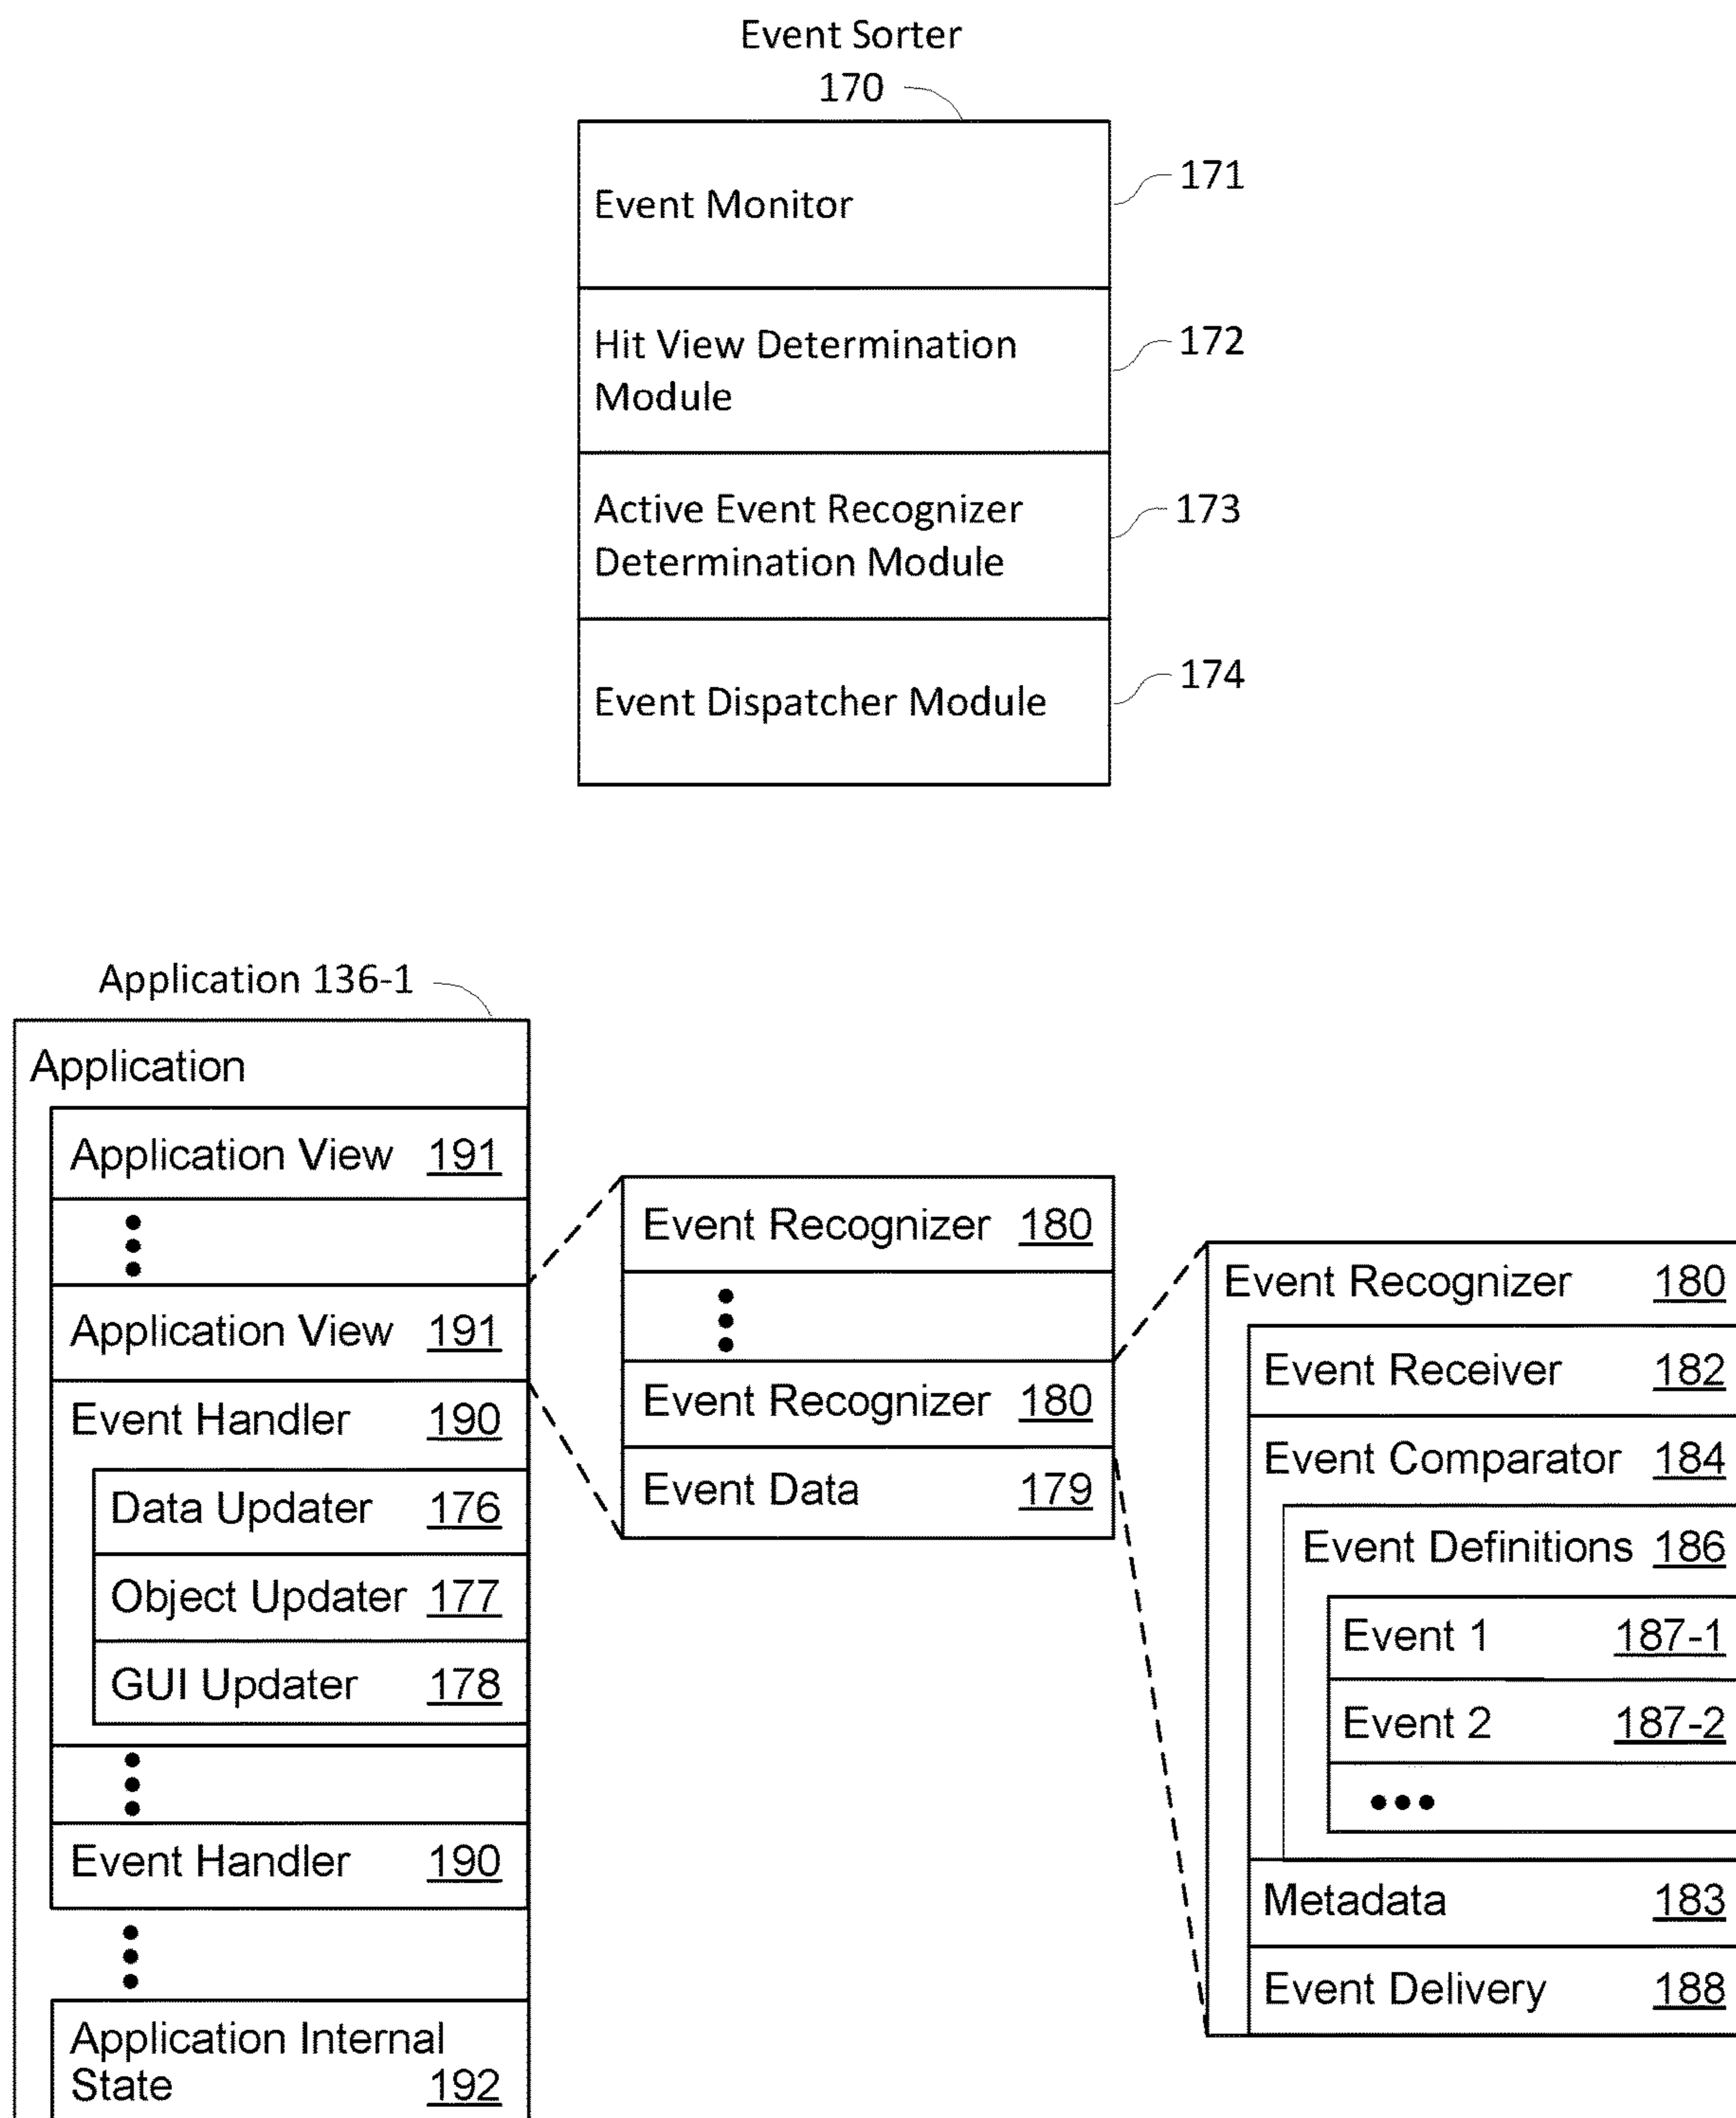 Event Sorter
170
Event Monitor
171
Hit View Determination
Module
172
Active Event Recognizer
Determination Module
173
Event Dispatcher Module
174
Application 136-1
Application
Application View 191
Application View 191
Event Handler 190
Data Updater 176
Object Updater 177
GUI Updater 178
Event Handler 190
Application Internal
State 192
Event Recognizer 180
Event Recognizer 180
Event Data 179
Event Recognizer 180
Event Receiver 182
Event Comparator 184
Event Definitions 186
Event 1 187-1
Event 2 187-2
Metadata 183
Event Delivery 188